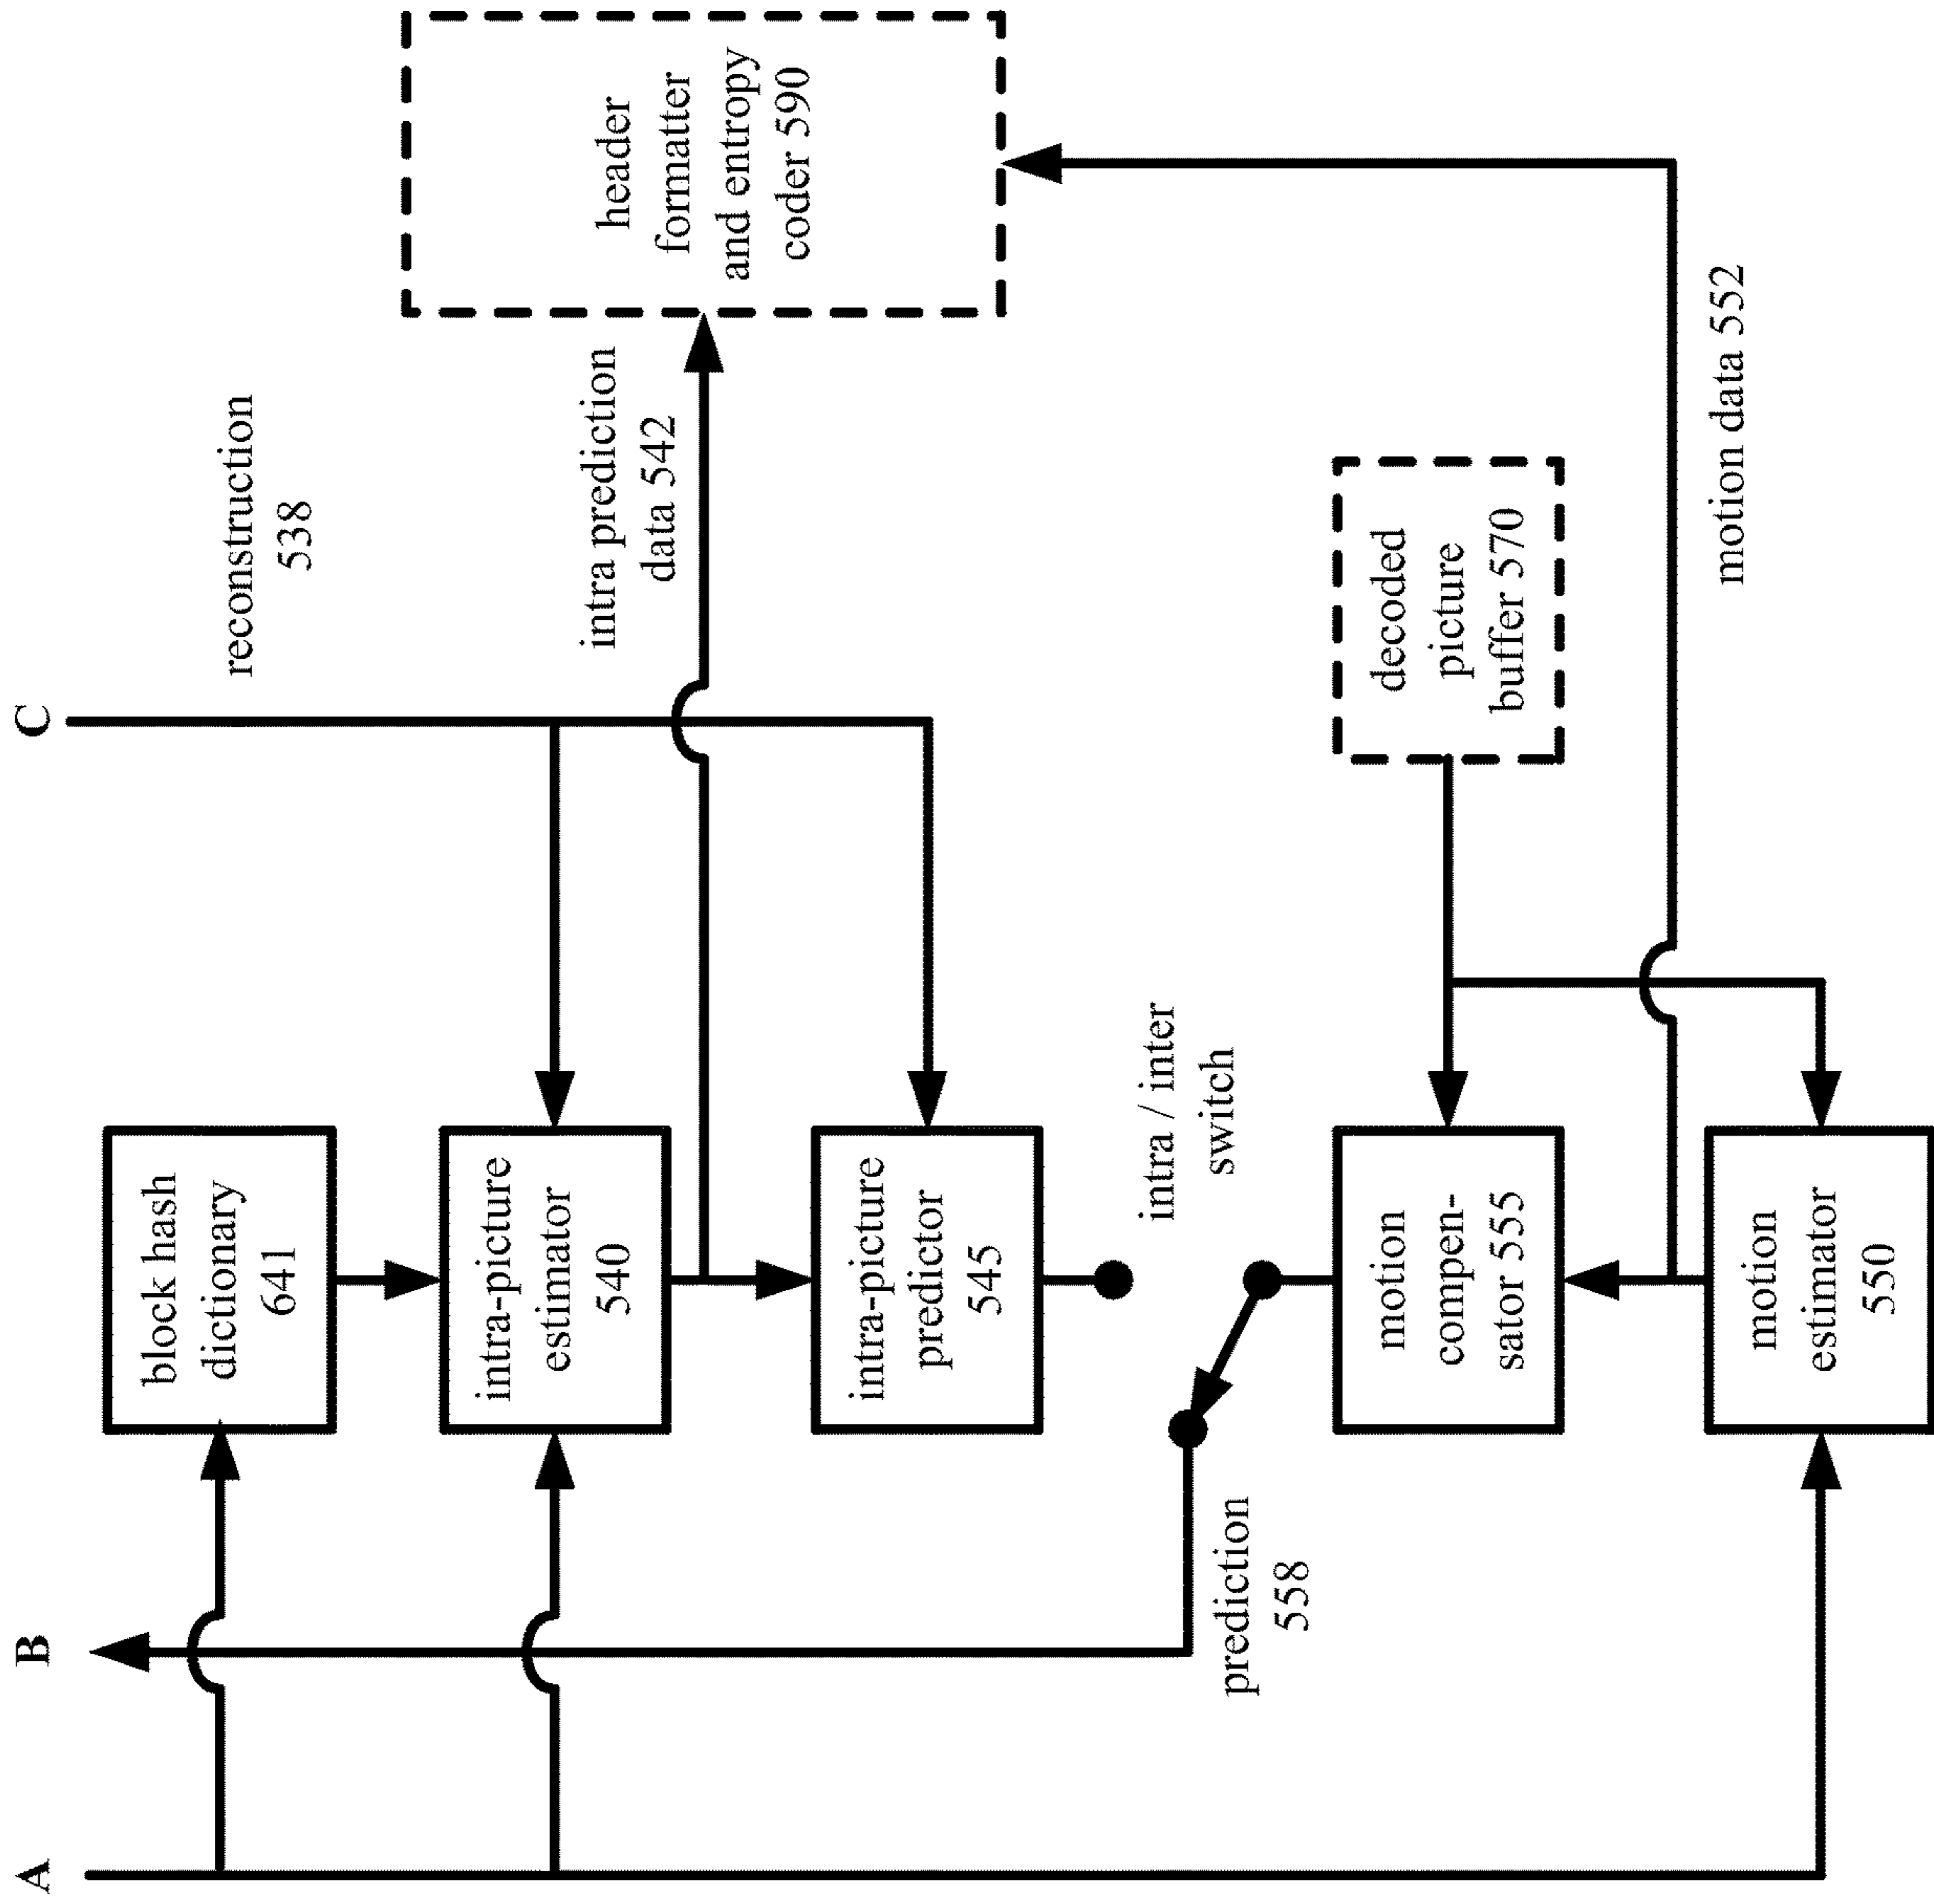 A
B
C
block hash
dictionary
641
reconstruction
538
intra-picture
estimator
540
intra prediction
data 542
header
formatter
and entropy
coder 590
intra-picture
predictor
545
intra / inter
switch
prediction
558
motion
compen-
sator 555
decoded
picture
buffer 570
motion
estimator
550
motion data 552